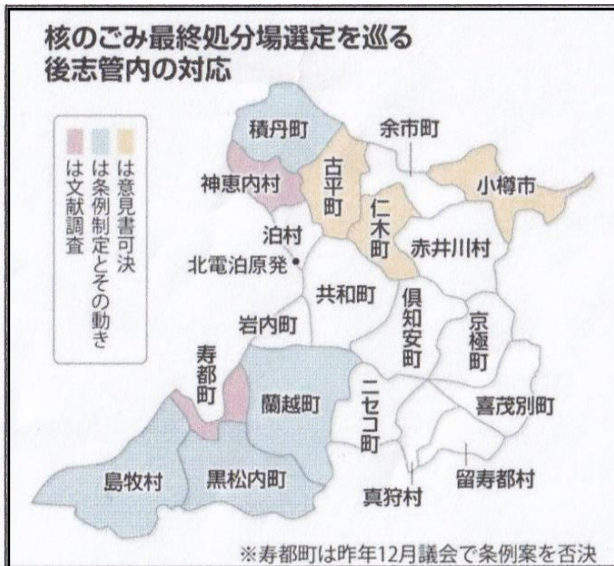 核のごみ最終処分場選定を巡る
後志管内の対応
は意見書可決
は条例制定とその動き
は文献調査
積丹町
余市町
古平町
小樽市
神恵内村
仁木町
泊村
赤井川村
北電泊原発
共和町
倶知安町
京極町
岩内町
寿都町
蘭越町
ニセコ町
喜茂別町
島牧村
黒松内町
真狩村
留寿都村
※寿都町は昨年12月議会で条例案を否決